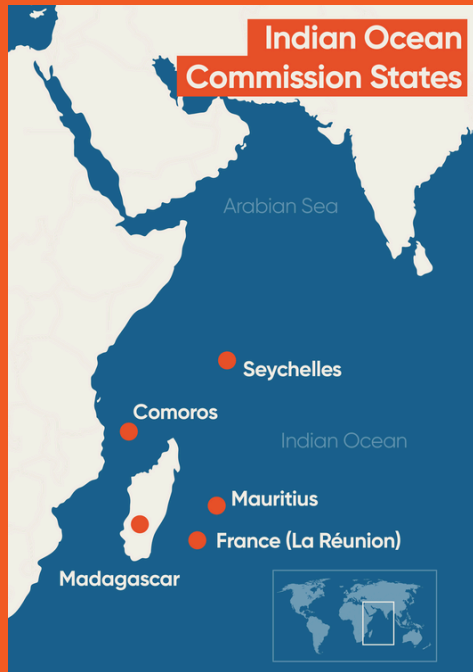 Indian Ocean
Commission States
Arabian Sea
Seychelles
Comoros
Indian Ocean
Mauritius
France (La Réunion)
Madagascar